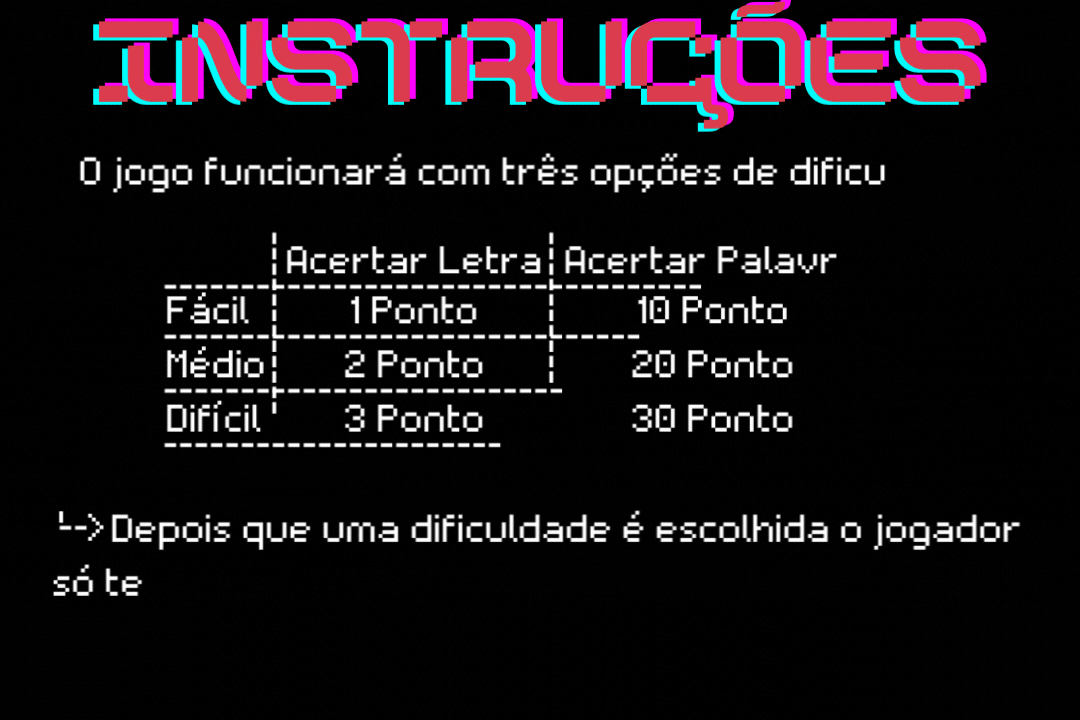 INSTRUÇÕES
O jogo funcionará com três opções de dificu
Acertar Letra Acertar Palavr
Fácil 1 Ponto 10 Ponto
Médio 2 Ponto 20 Ponto
Difícil 3 Ponto 30 Ponto
Depois que uma dificuldade é escolhida o jogador
só te